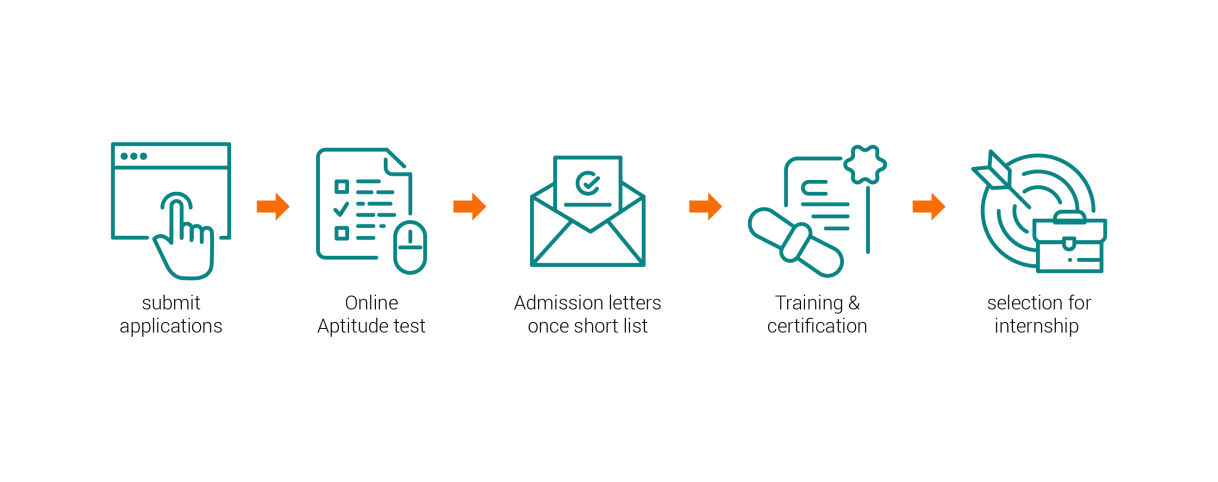 submit
applications
Online
Aptitude test
Admission letters
once short list
Training &
certification
selection for
internship